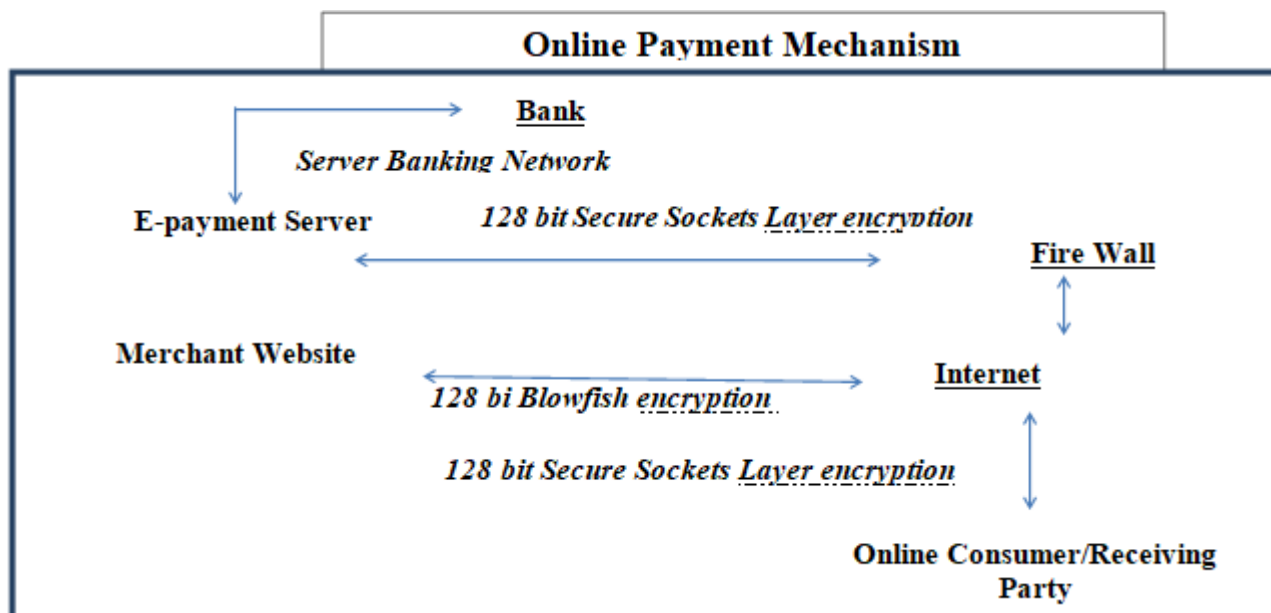 Online Payment Mechanism
Bank
Server Banking Network
E-payment Server
128 bit Secure Sockets Layer encryption
Fire Wall
Merchant Website
Internet
128 bi Blowfish encryption
128 bit Secure Sockets Layer encryption
Online Consumer/Receiving
Party